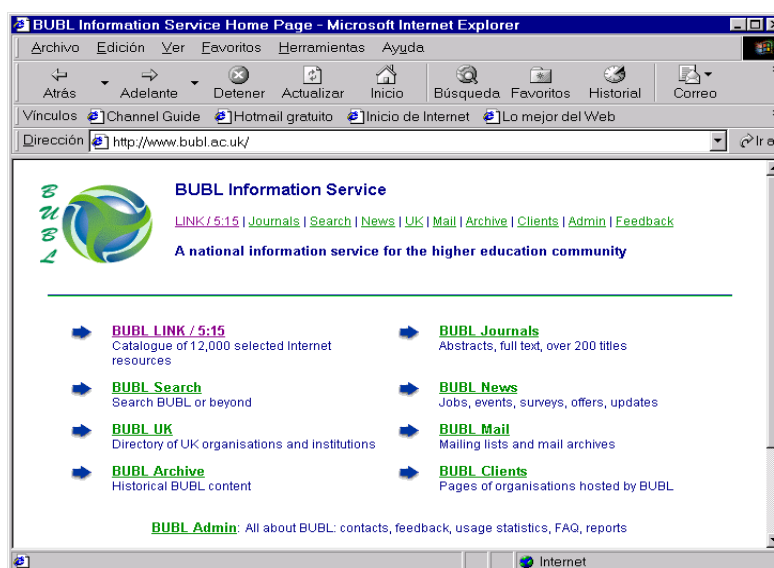 BUBL Information Service Home Page - Microsoft Internet Explorer
Archivo Edición Ver Favoritos Herramientas Ayuda
Atrás Adelante Detener Actualizar Inicio Búsqueda Favoritos Historial Correo
Vínculos Channel Guide Hotmail gratuito Inicio de Internet Lo mejor del Web
Dirección http://www.bubl.ac.uk/ Ir a
BUBL
BUBL Information Service
LINK / 5:15 | Journals | Search | News | UK | Mail | Archive | Clients | Admin | Feedback
A national information service for the higher education community
BUBL LINK / 5:15
Catalogue of 12,000 selected Internet
resources
BUBL Journals
Abstracts, full text, over 200 titles
BUBL Search
Search BUBL or beyond
BUBL News
Jobs, events, surveys, offers, updates
BUBL UK
Directory of UK organisations and institutions
BUBL Mail
Mailing lists and mail archives
BUBL Archive
Historical BUBL content
BUBL Clients
Pages of organisations hosted by BUBL
BUBL Admin: All about BUBL: contacts, feedback, usage statistics, FAQ, reports
Internet